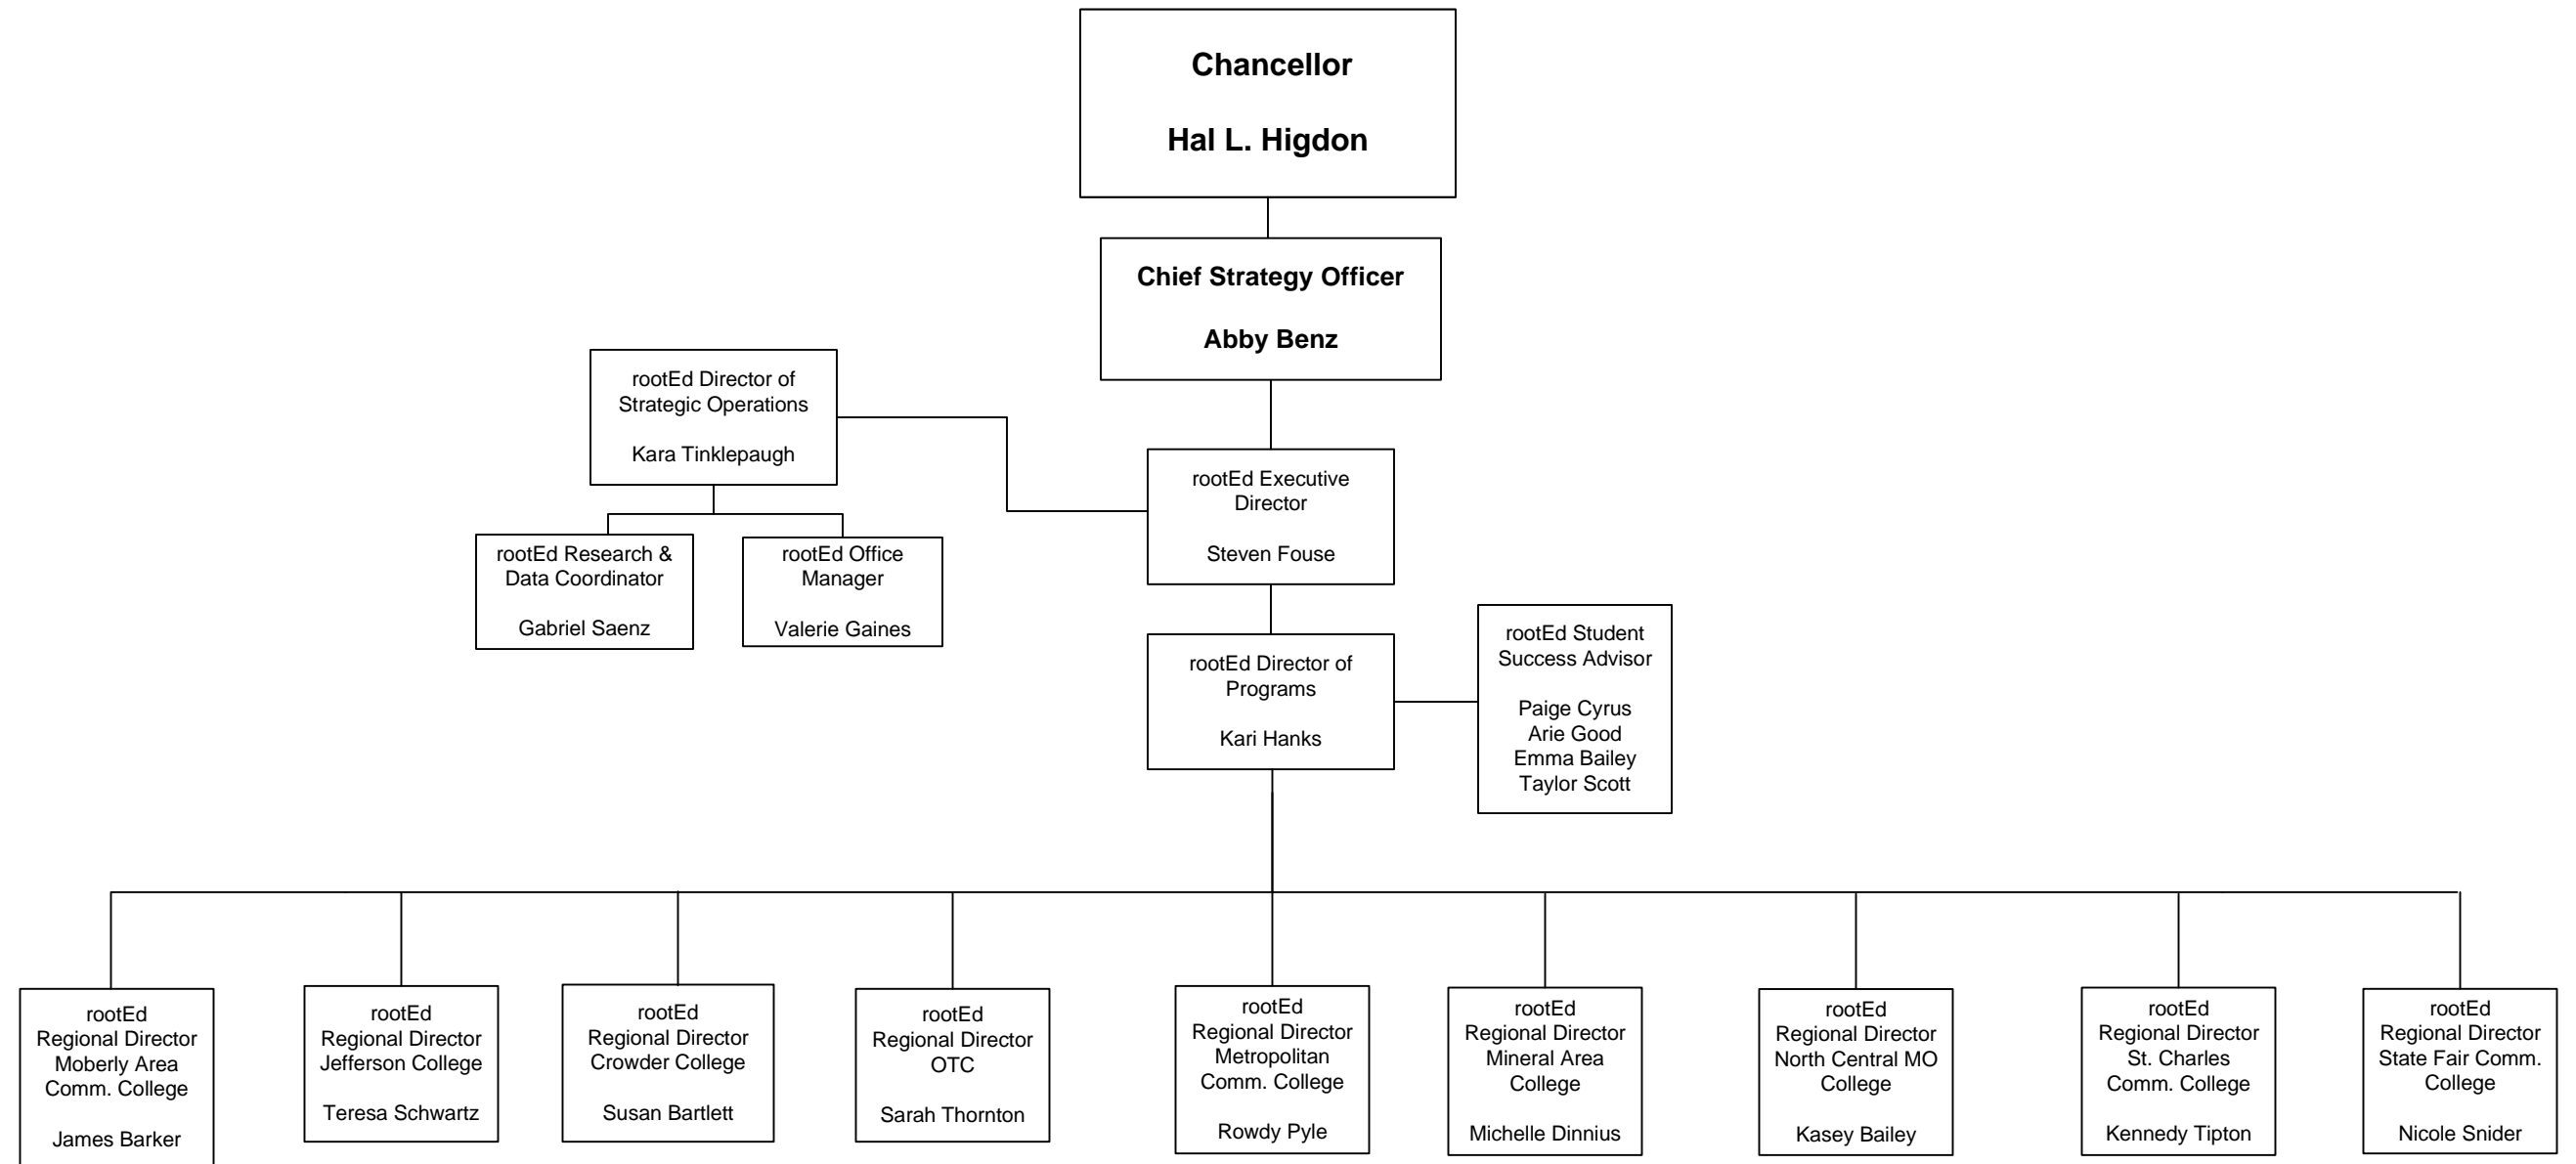 Chancellor
Hal L. Higdon
Chief Strategy Officer
Abby Benz
rootEd Director of
Strategic Operations
Kara Tinklepaugh
rootEd Executive
Director
Steven Fouse
rootEd Research &
Data Coordinator
Gabriel Saenz
rootEd Office
Manager
Valerie Gaines
rootEd Director of
Programs
Kari Hanks
rootEd Student
Success Advisor
Paige Cyrus
Arie Good
Emma Bailey
Taylor Scott
rootEd
Regional Director
Moberly Area
Comm. College
James Barker
rootEd
Regional Director
Jefferson College
Teresa Schwartz
rootEd
Regional Director
Crowder College
Susan Bartlett
rootEd
Regional Director
OTC
Sarah Thornton
rootEd
Regional Director
Metropolitan
Comm. College
Rowdy Pyle
rootEd
Regional Director
Mineral Area
College
Michelle Dinnius
rootEd
Regional Director
North Central MO
College
Kasey Bailey
rootEd
Regional Director
St. Charles
Comm. College
Kennedy Tipton
rootEd
Regional Director
State Fair Comm.
College
Nicole Snider